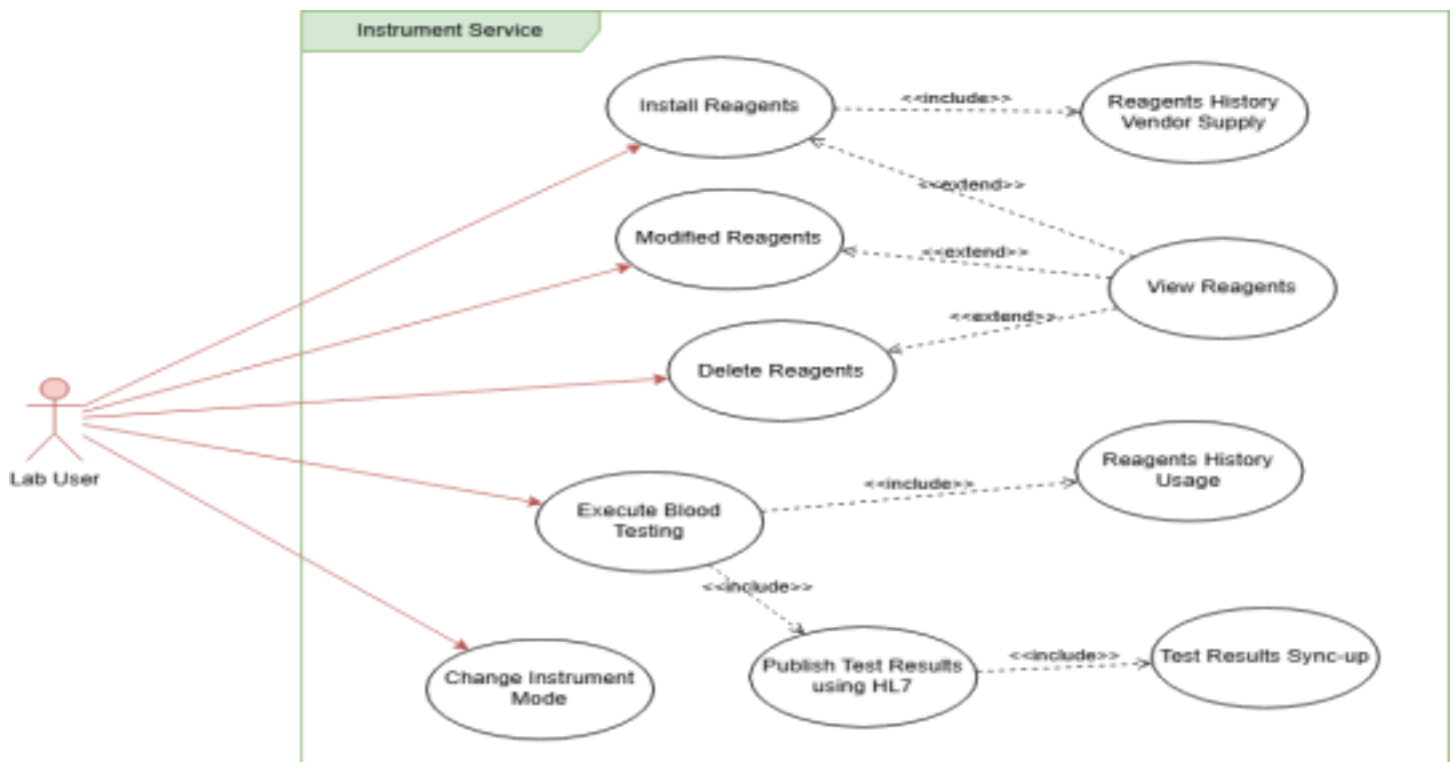 Instrument Service
Install Reagents
<<include>>
Reagents History
Vendor Supply
<<extend>>
Modified Reagents
<<extend>>
View Reagents
<<extend>>
Delete Reagents
Lab User
Reagents History
Usage
<<include>>
Execute Blood
Testing
<<include>>
Change Instrument
Mode
Publish Test Results
using HL7
<<include>>
Test Results Sync-up